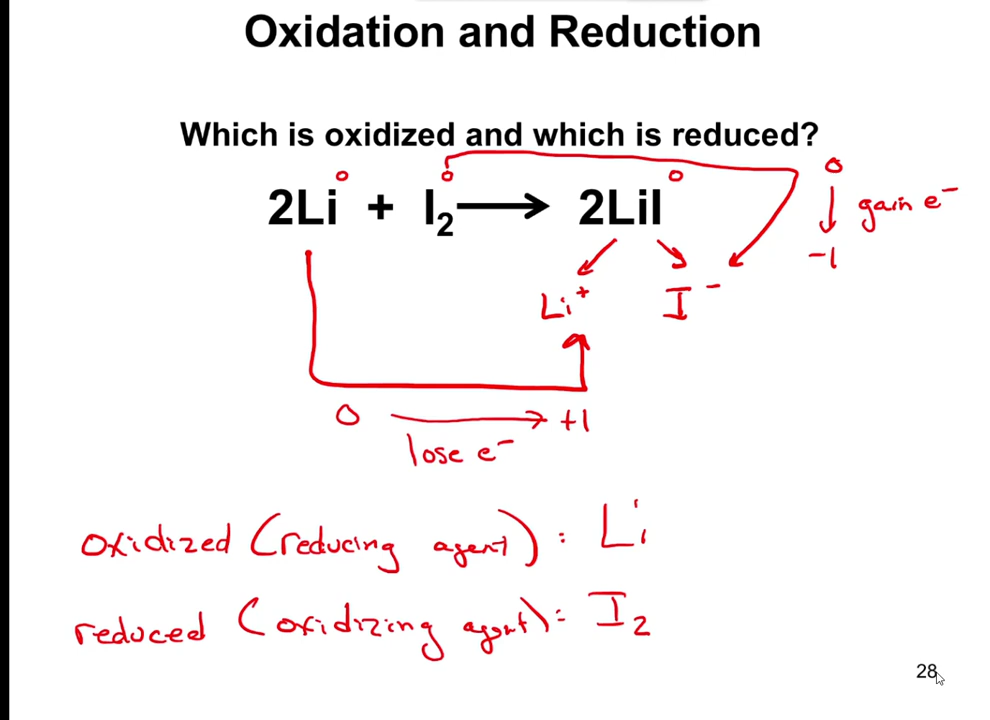 Oxidation and Reduction
Which is oxidized and which is reduced?
0 0 0 0
2Li + I2 ⟶ 2LiI ↓ gain e⁻
-1
Li⁺ I⁻
0 ⟶ +1
lose e⁻
oxidized (reducing agent): Li
reduced (oxidizing agent): I2
28